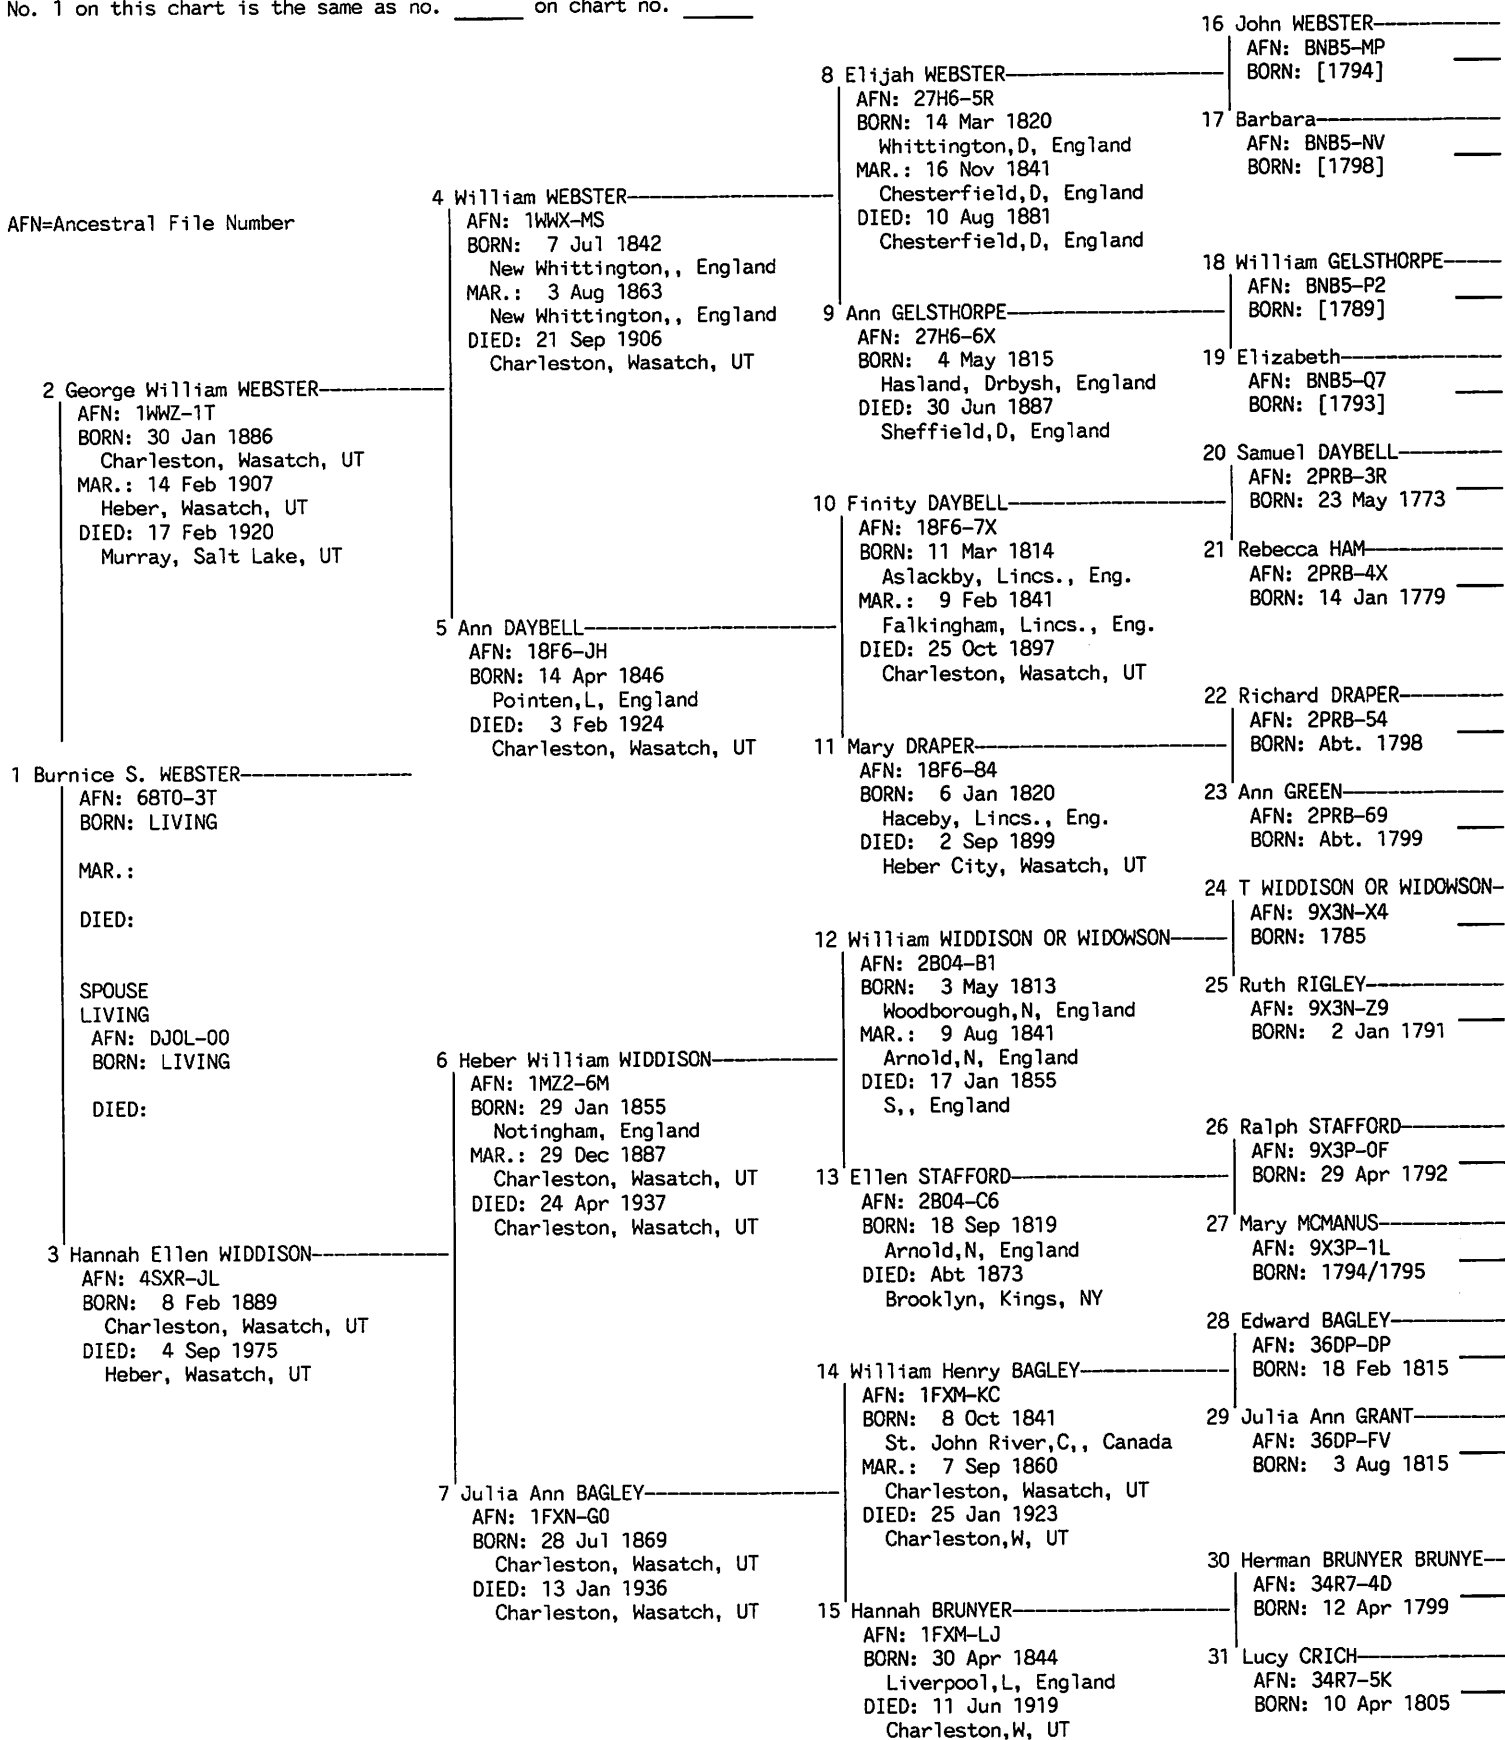 No. 1 on this chart is the same as no. ______ on chart no. _____
AFN=Ancestral File Number
1 Burnice S. WEBSTER
AFN: 68T0-3T
BORN: LIVING
MAR.:
DIED:
SPOUSE
LIVING
AFN: DJ0L-00
BORN: LIVING
DIED:
2 George William WEBSTER
AFN: 1WWZ-1T
BORN: 30 Jan 1886
Charleston, Wasatch, UT
MAR.: 14 Feb 1907
Heber, Wasatch, UT
DIED: 17 Feb 1920
Murray, Salt Lake, UT
3 Hannah Ellen WIDDISON
AFN: 4SXR-JL
BORN: 8 Feb 1889
Charleston, Wasatch, UT
DIED: 4 Sep 1975
Heber, Wasatch, UT
4 William WEBSTER
AFN: 1WWX-MS
BORN: 7 Jul 1842
New Whittington,, England
MAR.: 3 Aug 1863
New Whittington,, England
DIED: 21 Sep 1906
Charleston, Wasatch, UT
5 Ann DAYBELL
AFN: 18F6-JH
BORN: 14 Apr 1846
Pointen,L, England
DIED: 3 Feb 1924
Charleston, Wasatch, UT
6 Heber William WIDDISON
AFN: 1MZ2-6M
BORN: 29 Jan 1855
Notingham, England
MAR.: 29 Dec 1887
Charleston, Wasatch, UT
DIED: 24 Apr 1937
Charleston, Wasatch, UT
7 Julia Ann BAGLEY
AFN: 1FXN-G0
BORN: 28 Jul 1869
Charleston, Wasatch, UT
DIED: 13 Jan 1936
Charleston, Wasatch, UT
8 Elijah WEBSTER
AFN: 27H6-5R
BORN: 14 Mar 1820
Whittington,D, England
MAR.: 16 Nov 1841
Chesterfield,D, England
DIED: 10 Aug 1881
Chesterfield,D, England
9 Ann GELSTHORPE
AFN: 27H6-6X
BORN: 4 May 1815
Hasland, Drbysh, England
DIED: 30 Jun 1887
Sheffield,D, England
10 Finity DAYBELL
AFN: 18F6-7X
BORN: 11 Mar 1814
Aslackby, Lincs., Eng.
MAR.: 9 Feb 1841
Falkingham, Lincs., Eng.
DIED: 25 Oct 1897
Charleston, Wasatch, UT
11 Mary DRAPER
AFN: 18F6-84
BORN: 6 Jan 1820
Haceby, Lincs., Eng.
DIED: 2 Sep 1899
Heber City, Wasatch, UT
12 William WIDDISON OR WIDOWSON
AFN: 2B04-B1
BORN: 3 May 1813
Woodborough,N, England
MAR.: 9 Aug 1841
Arnold,N, England
DIED: 17 Jan 1855
S,, England
13 Ellen STAFFORD
AFN: 2B04-C6
BORN: 18 Sep 1819
Arnold,N, England
DIED: Abt 1873
Brooklyn, Kings, NY
14 William Henry BAGLEY
AFN: 1FXM-KC
BORN: 8 Oct 1841
St. John River,C,, Canada
MAR.: 7 Sep 1860
Charleston, Wasatch, UT
DIED: 25 Jan 1923
Charleston,W, UT
15 Hannah BRUNYER
AFN: 1FXM-LJ
BORN: 30 Apr 1844
Liverpool,L, England
DIED: 11 Jun 1919
Charleston,W, UT
16 John WEBSTER
AFN: BNB5-MP
BORN: [1794]
17 Barbara
AFN: BNB5-NV
BORN: [1798]
18 William GELSTHORPE
AFN: BNB5-P2
BORN: [1789]
19 Elizabeth
AFN: BNB5-Q7
BORN: [1793]
20 Samuel DAYBELL
AFN: 2PRB-3R
BORN: 23 May 1773
21 Rebecca HAM
AFN: 2PRB-4X
BORN: 14 Jan 1779
22 Richard DRAPER
AFN: 2PRB-54
BORN: Abt. 1798
23 Ann GREEN
AFN: 2PRB-69
BORN: Abt. 1799
24 T WIDDISON OR WIDOWSON
AFN: 9X3N-X4
BORN: 1785
25 Ruth RIGLEY
AFN: 9X3N-Z9
BORN: 2 Jan 1791
26 Ralph STAFFORD
AFN: 9X3P-0F
BORN: 29 Apr 1792
27 Mary MCMANUS
AFN: 9X3P-1L
BORN: 1794/1795
28 Edward BAGLEY
AFN: 36DP-DP
BORN: 18 Feb 1815
29 Julia Ann GRANT
AFN: 36DP-FV
BORN: 3 Aug 1815
30 Herman BRUNYER BRUNYE
AFN: 34R7-4D
BORN: 12 Apr 1799
31 Lucy CRICH
AFN: 34R7-5K
BORN: 10 Apr 1805